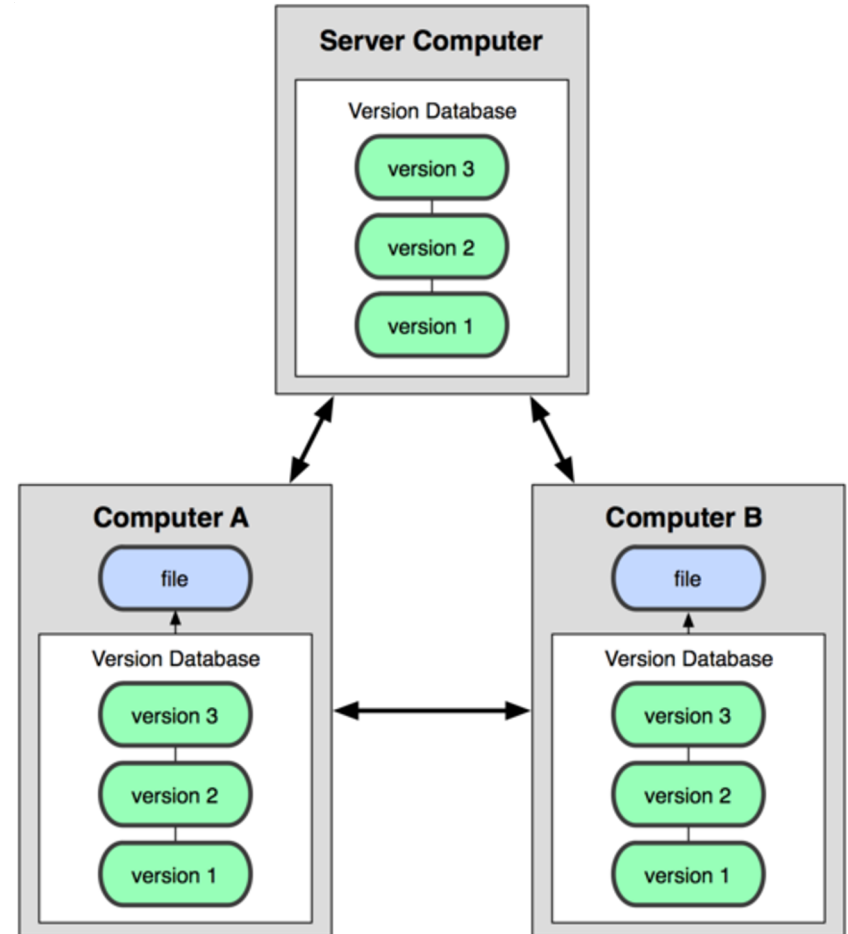 Server Computer
Version Database
version 3
version 2
version 1
Computer A
file
Version Database
version 3
version 2
version 1
Computer B
file
Version Database
version 3
version 2
version 1